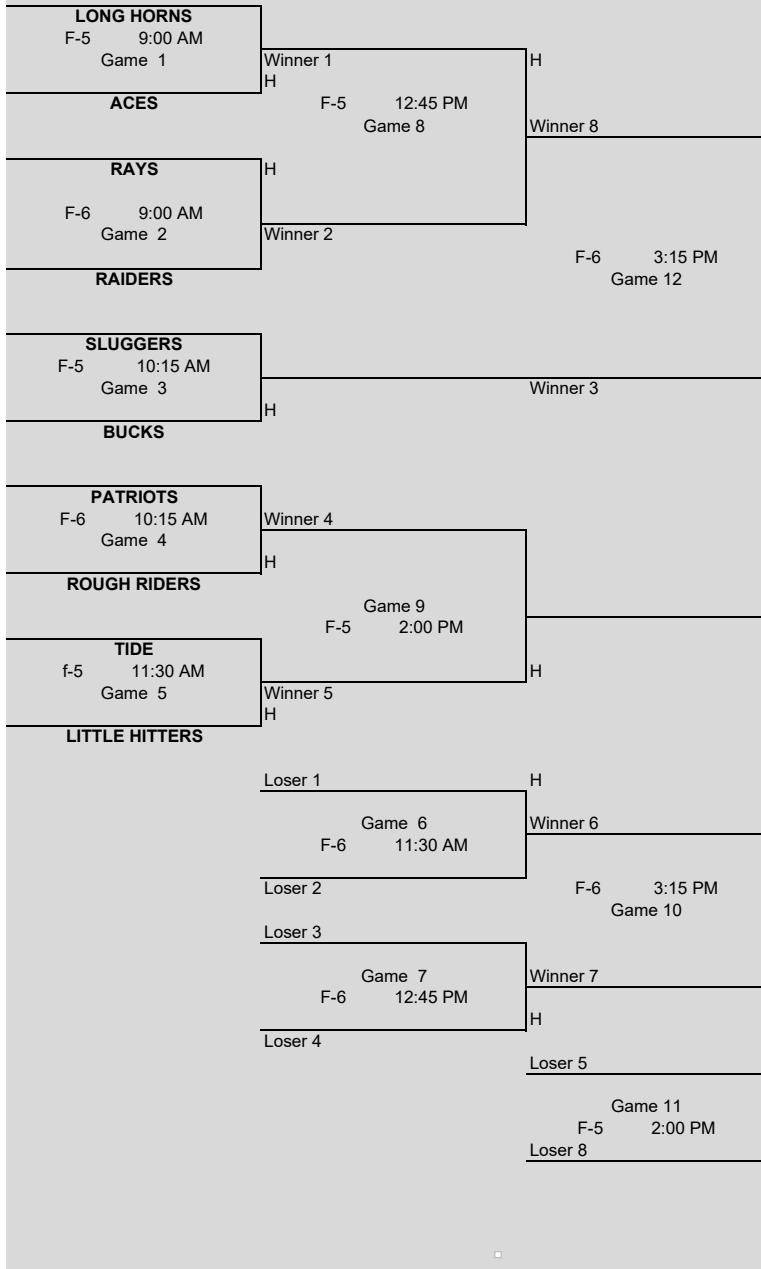 LONG HORNS
F-5 9:00 AM
Game 1
Winner 1
H
H
ACES
F-5 12:45 PM
Game 8
Winner 8
RAYS
H
F-6 9:00 AM
Game 2
Winner 2
RAIDERS
F-6 3:15 PM
Game 12
SLUGGERS
F-5 10:15 AM
Game 3
Winner 3
H
BUCKS
PATRIOTS
F-6 10:15 AM
Winner 4
Game 4
H
ROUGH RIDERS
Game 9
F-5 2:00 PM
TIDE
f-5 11:30 AM
H
Game 5
Winner 5
H
LITTLE HITTERS
Loser 1
H
Game 6
Winner 6
F-6 11:30 AM
Loser 2
F-6 3:15 PM
Game 10
Loser 3
Game 7
Winner 7
F-6 12:45 PM
H
Loser 4
Loser 5
Game 11
F-5 2:00 PM
Loser 8